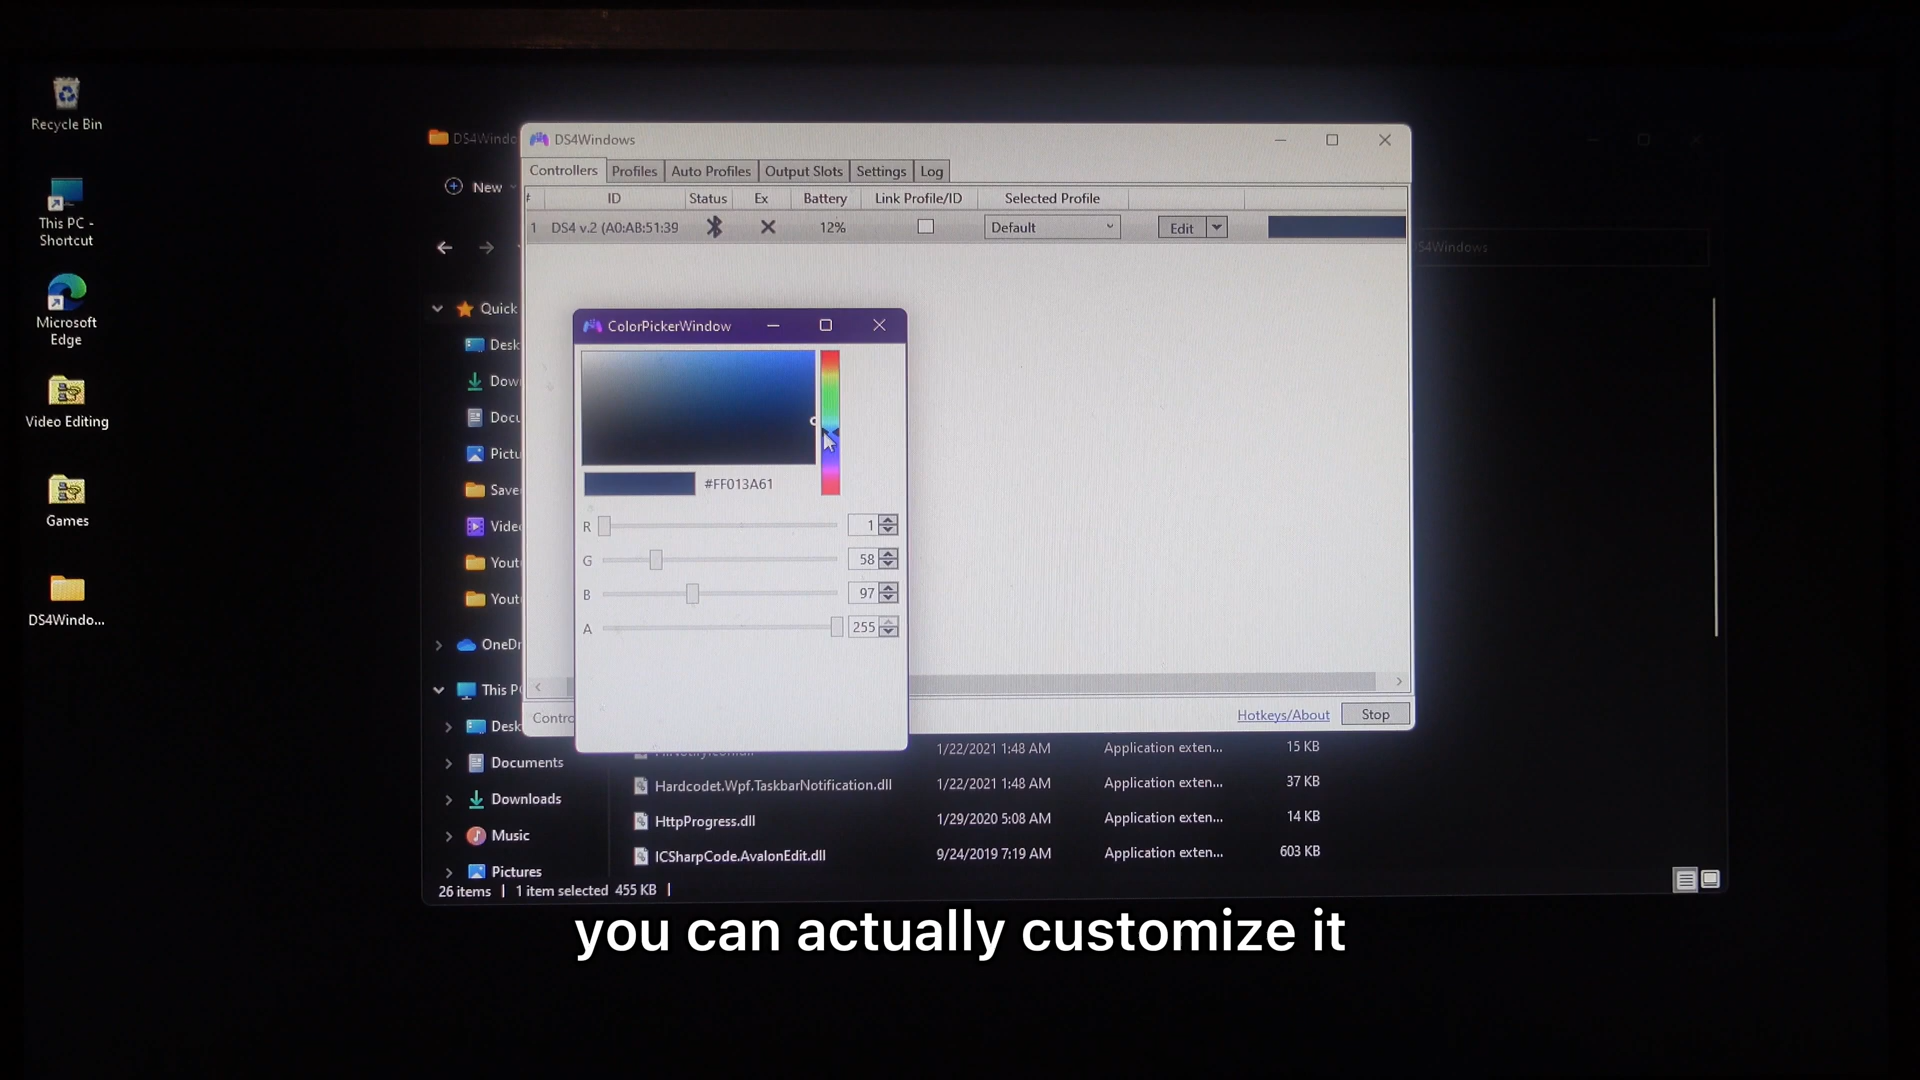 Recycle Bin
This PC -
Shortcut
Microsoft
Edge
Video Editing
Games
DS4Windo...
DS4Windo
New
Quick
Desk
Down
Docu
Pictu
Save
Video
Yout
Yout
OneDr
This P
Desk
Documents
Downloads
Music
Pictures
26 items | 1 item selected 455 KB |
DS4Windows
Controllers Profiles Auto Profiles Output Slots Settings Log
ID Status Ex Battery Link Profile/ID Selected Profile
1 DS4 v.2 (A0:AB:51:39 12% Default Edit
S4Windows
ColorPickerWindow
#FF013A61
R 1
G 58
B 97
A 255
Contro
Hotkeys/About Stop
1/22/2021 1:48 AM Application exten... 15 KB
Hardcodet.Wpf.TaskbarNotification.dll 1/22/2021 1:48 AM Application exten... 37 KB
HttpProgress.dll 1/29/2020 5:08 AM Application exten... 14 KB
ICSharpCode.AvalonEdit.dll 9/24/2019 7:19 AM Application exten... 603 KB
you can actually customize it